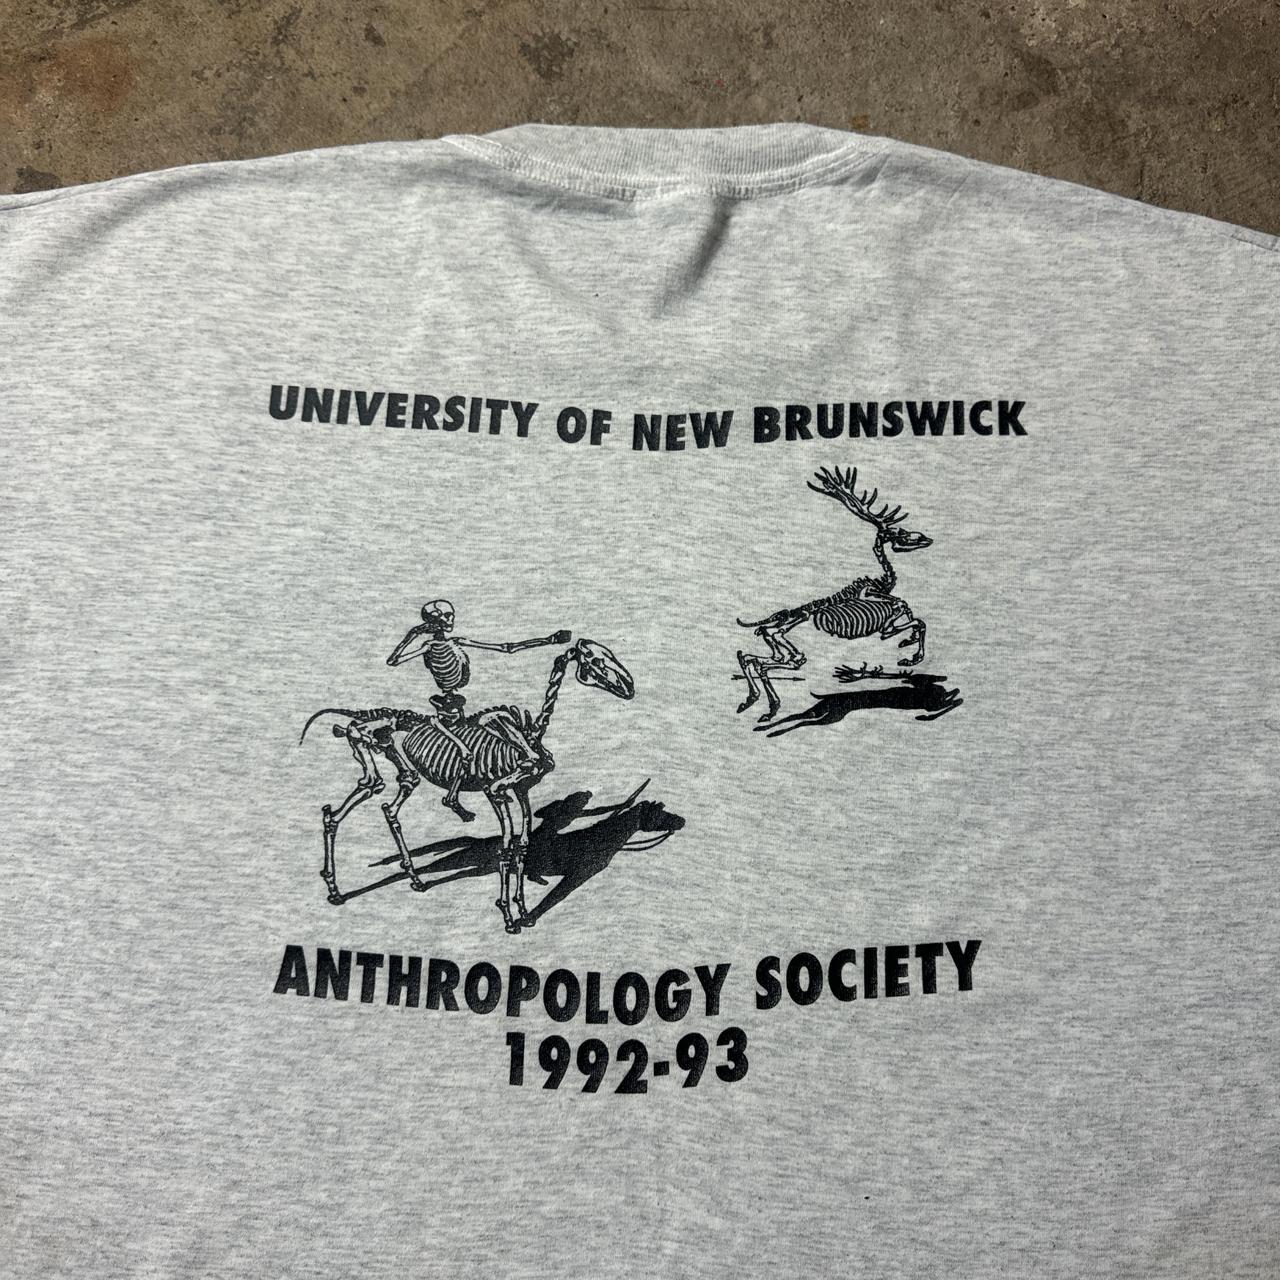 UNIVERSITY OF NEW BRUNSWICK
ANTHROPOLOGY SOCIETY
1992-93